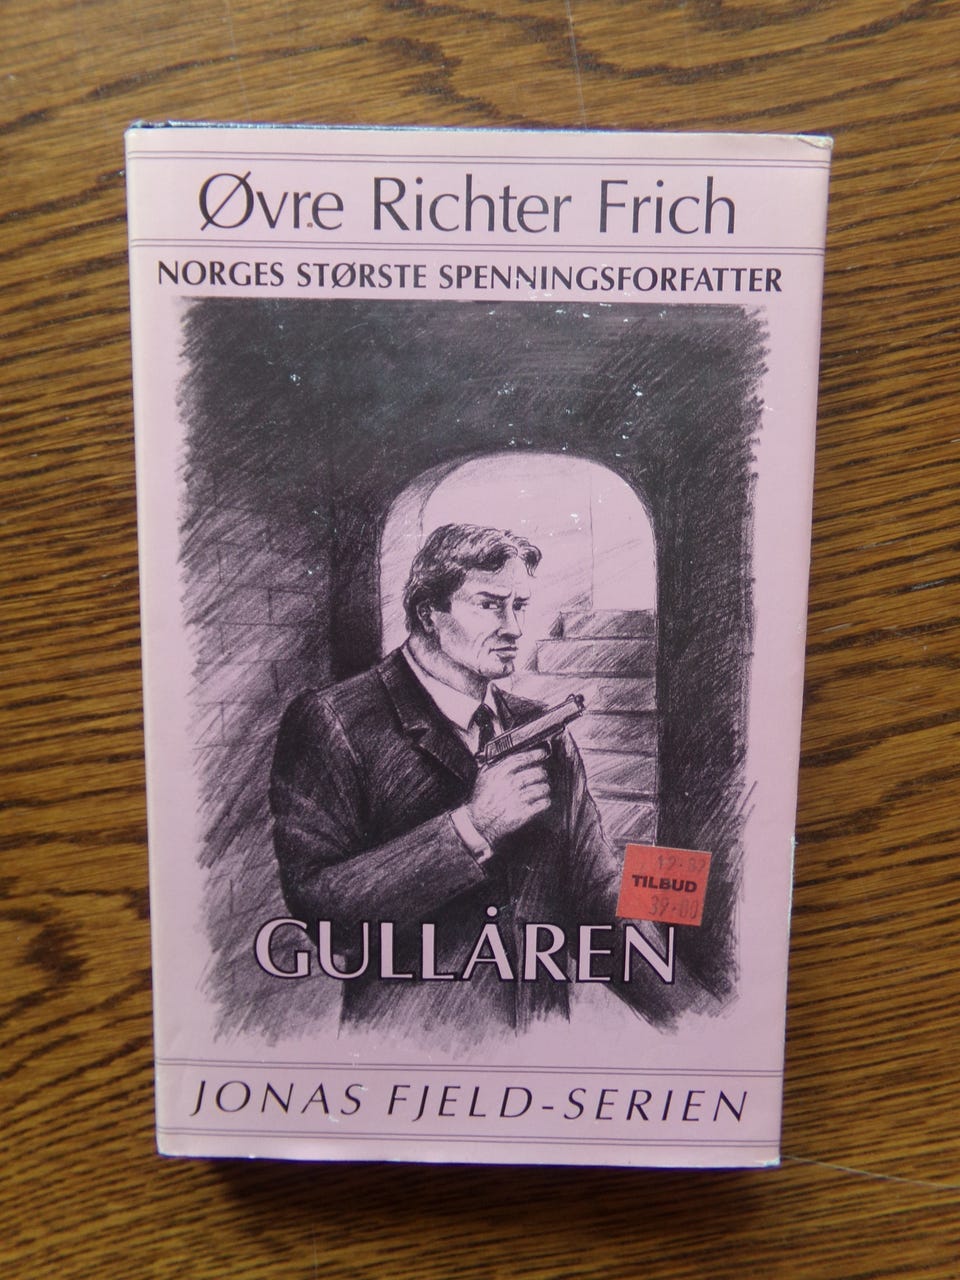 Øvre Richter Frich
NORGES STØRSTE SPENNINGSFORFATTER
TILBUD
39.00
GULLÅREN
JONAS FJELD-SERIEN